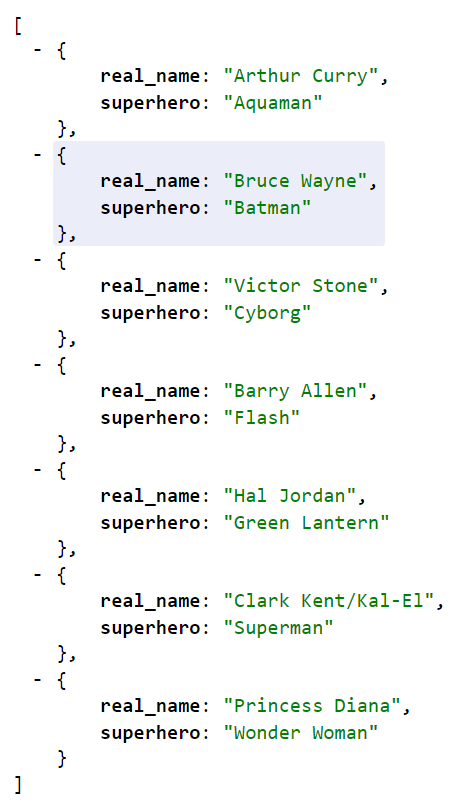 [
- {
real_name: "Arthur Curry",
superhero: "Aquaman"
},
- {
real_name: "Bruce Wayne",
superhero: "Batman"
},
- {
real_name: "Victor Stone",
superhero: "Cyborg"
},
- {
real_name: "Barry Allen",
superhero: "Flash"
},
- {
real_name: "Hal Jordan",
superhero: "Green Lantern"
},
- {
real_name: "Clark Kent/Kal-El",
superhero: "Superman"
},
- {
real_name: "Princess Diana",
superhero: "Wonder Woman"
}
]